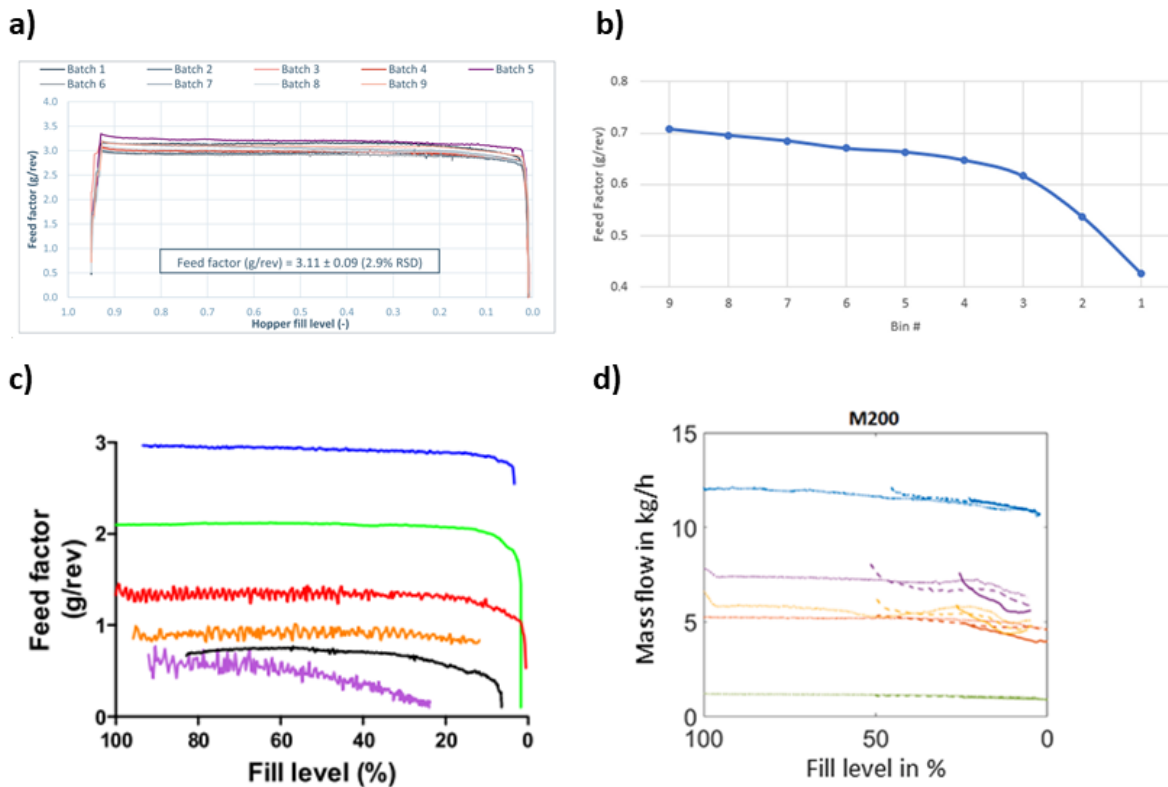 a)
Batch 1 Batch 2 Batch 3 Batch 4 Batch 5
Batch 6 Batch 7 Batch 8 Batch 9
Feed factor (g/rev)
4.0
3.5
3.0
2.5
2.0
1.5
1.0
0.5
0.0
Feed factor (g/rev) = 3.11 ± 0.09 (2.9% RSD)
1.0 0.9 0.8 0.7 0.6 0.5 0.4 0.3 0.2 0.1 0.0
Hopper fill level (-)
b)
Feed Factor (g/rev)
0.8
0.7
0.6
0.5
0.4
9 8 7 6 5 4 3 2 1
Bin #
c)
Feed factor
(g/rev)
3
2
1
0
100 80 60 40 20 0
Fill level (%)
d)
M200
Mass flow in kg/h
15
10
5
0
100 50 0
Fill level in %